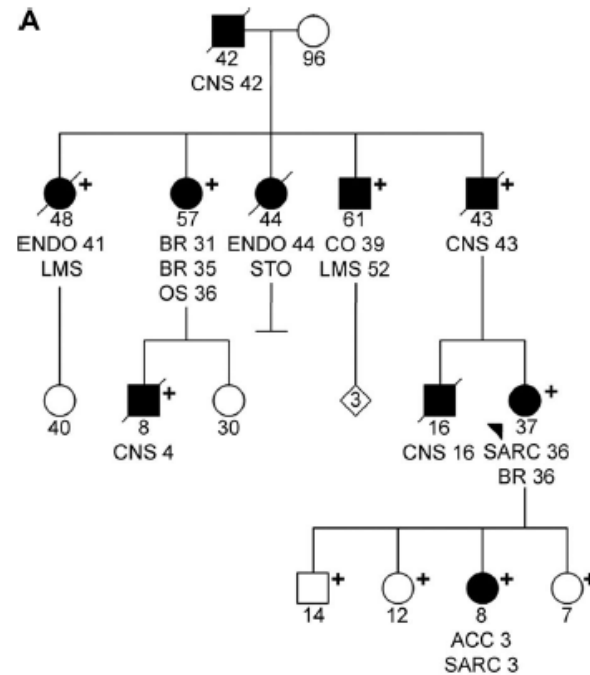 A
42 96
CNS 42
+ + + +
48 57 44 61 43
ENDO 41 BR 31 ENDO 44 CO 39 CNS 43
LMS BR 35 STO LMS 52
OS 36
+ 3 +
40 8 30 16 37
CNS 4 CNS 16 SARC 36
BR 36
+ + + +
14 12 8 7
ACC 3
SARC 3